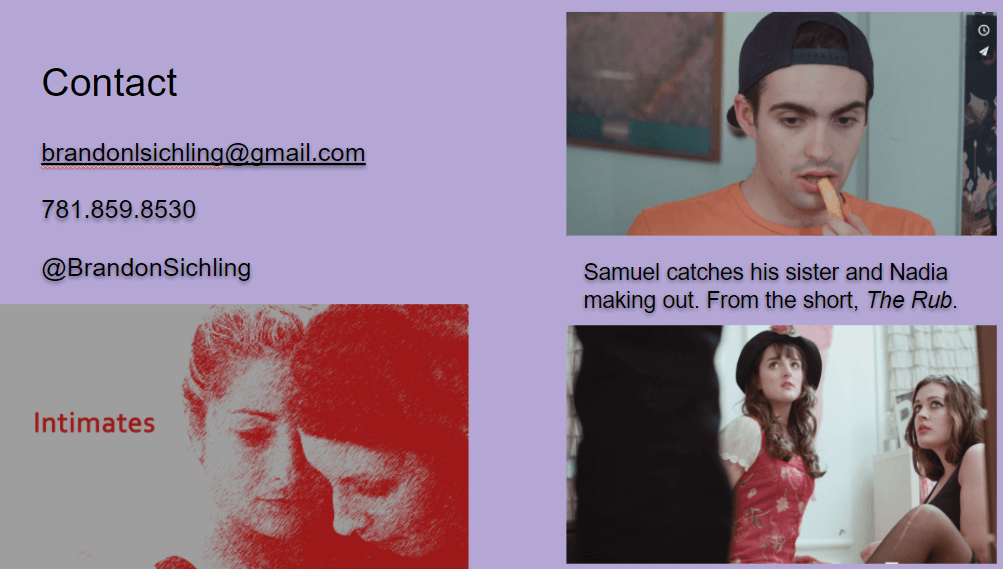 Contact
brandonlsichling@gmail.com
781.859.8530
@BrandonSichling
Intimates
Samuel catches his sister and Nadia
making out. From the short, The Rub.